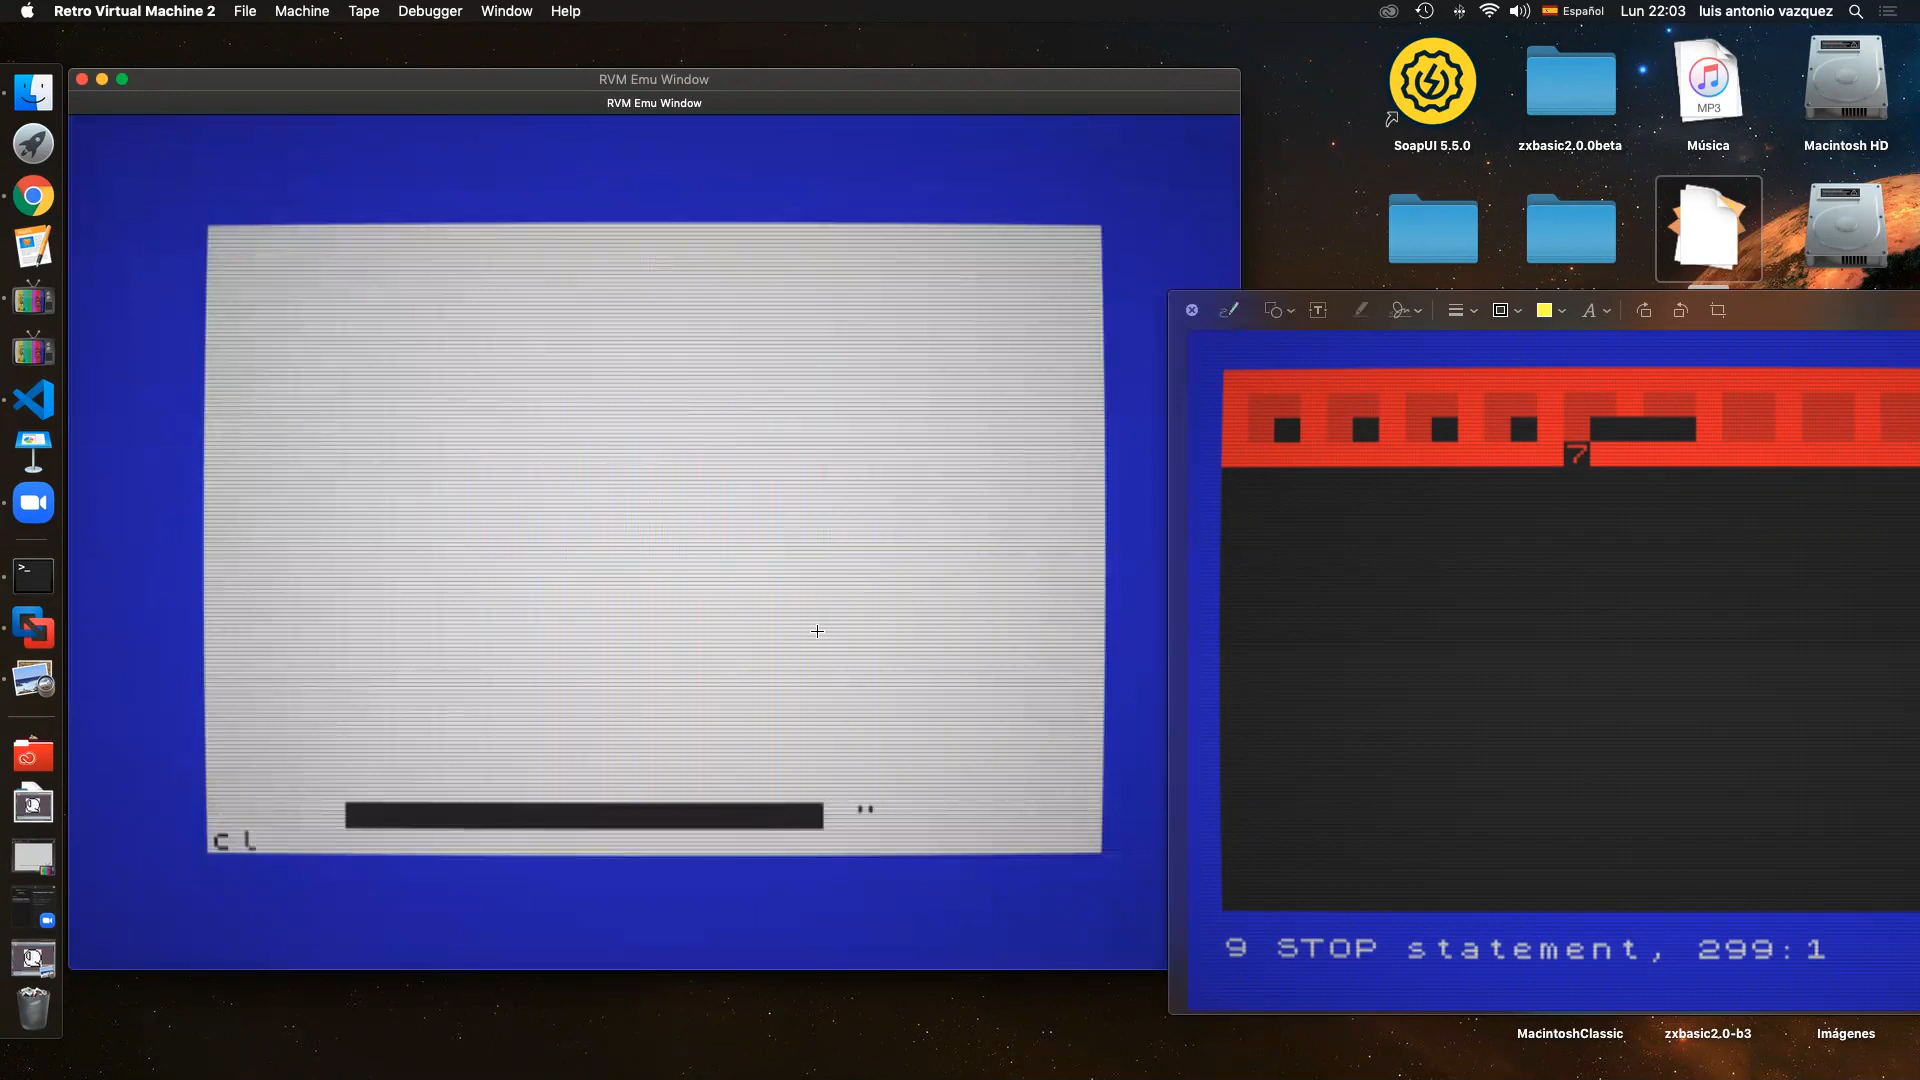 Retro Virtual Machine 2 File Machine Tape Debugger Window Help
Español Lun 22:03 luis antonio vazquez
RVM Emu Window
RVM Emu Window
MP3
SoapUI 5.5.0 zxbasic2.0.0beta Música Macintosh HD
7
"
c L
9 STOP statement, 299:1
MacintoshClassic zxbasic2.0-b3 Imágenes